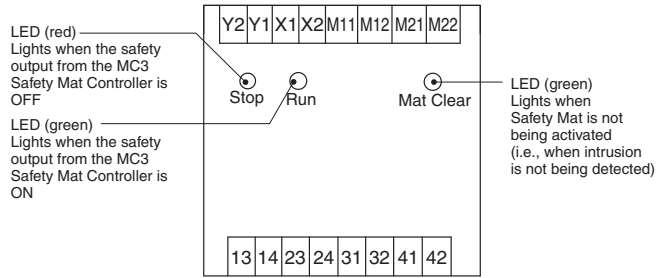 Y2 Y1 X1 X2 M11 M12 M21 M22
LED (red)
Lights when the safety
output from the MC3
Safety Mat Controller is
OFF
Stop Run Mat Clear
LED (green)
Lights when the safety
output from the MC3
Safety Mat Controller is
ON
LED (green)
Lights when
Safety Mat is not
being activated
(i.e., when intrusion
is not being detected)
13 14 23 24 31 32 41 42